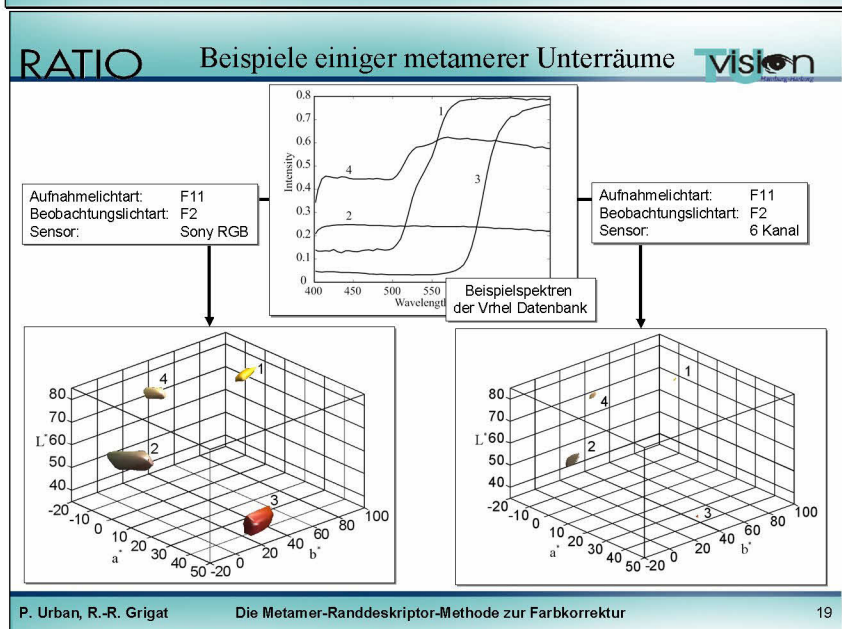 RATIO
Beispiele einiger metamerer Unterräume
Vision
Hamburg-Harburg
0.8
0.7
0.6
0.5
0.4
0.3
0.2
0.1
0
Intensity
1
4
3
2
400 450 500 550
Wavelength
Beispielspektren
der Vrhel Datenbank
Aufnahmelichtart: F11
Beobachtungslichtart: F2
Sensor: Sony RGB
Aufnahmelichtart: F11
Beobachtungslichtart: F2
Sensor: 6 Kanal
80
70
60
50
40
L*
4
1
2
3
-20 -10 0 10 20 30 40 50
a*
-20 0 20 40 60 80 100
b*
80
70
60
50
40
L*
1
4
2
3
-20 -10 0 10 20 30 40 50
a*
-20 0 20 40 60 80 100
b*
P. Urban, R.-R. Grigat Die Metamer-Randdeskriptor-Methode zur Farbkorrektur 19